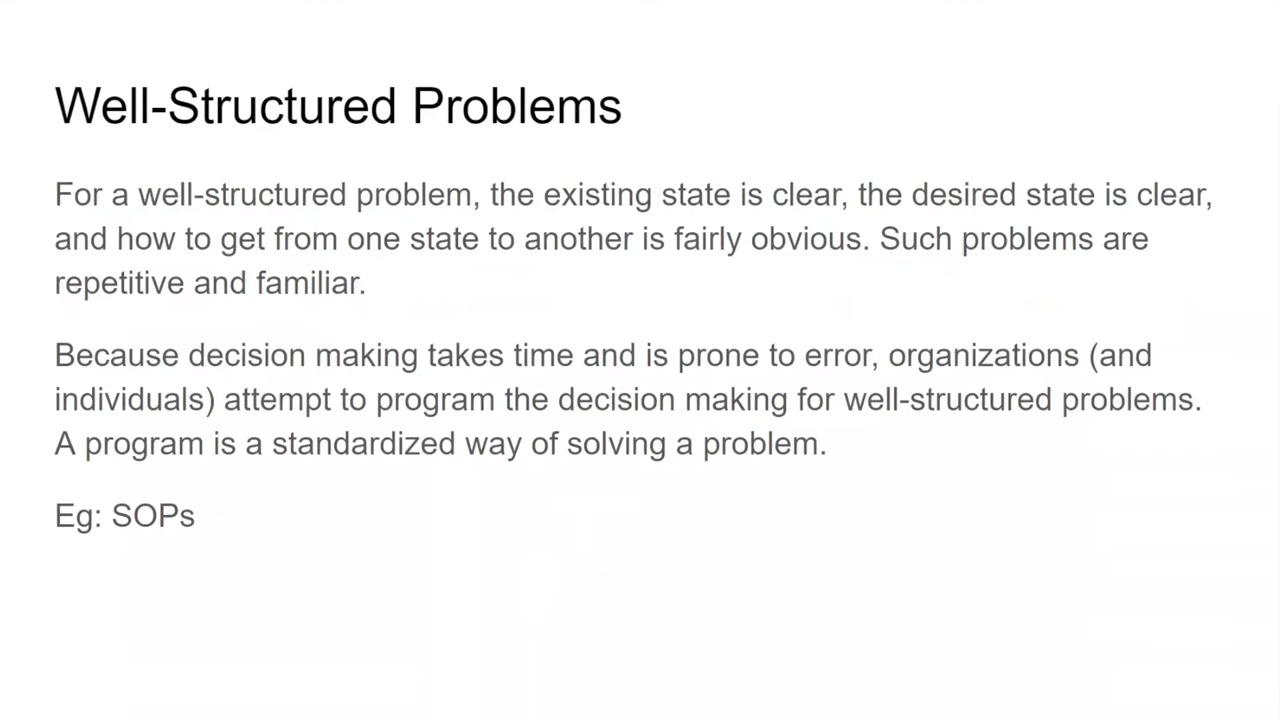 Well-Structured Problems
For a well-structured problem, the existing state is clear, the desired state is clear,
and how to get from one state to another is fairly obvious. Such problems are
repetitive and familiar.
Because decision making takes time and is prone to error, organizations (and
individuals) attempt to program the decision making for well-structured problems.
A program is a standardized way of solving a problem.
Eg: SOPs